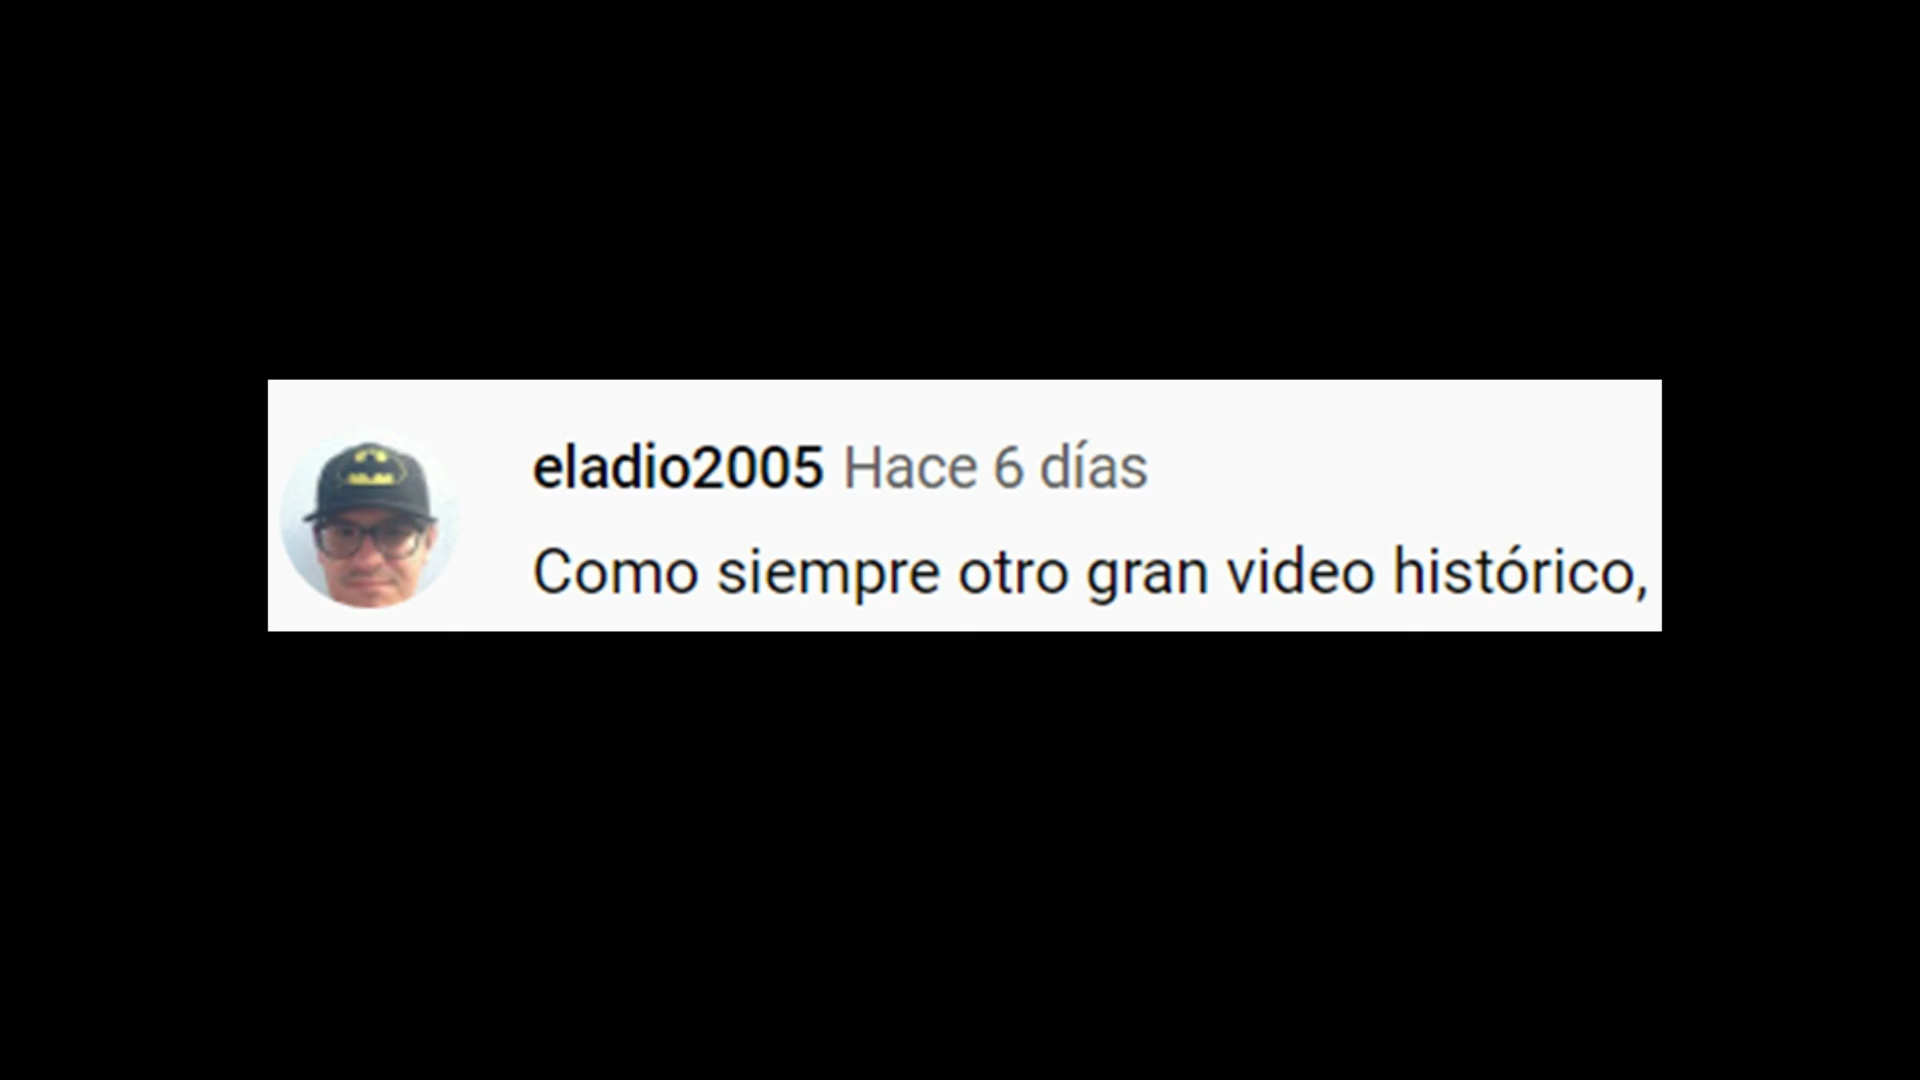 eladio2005 Hace 6 días
Como siempre otro gran video histórico,